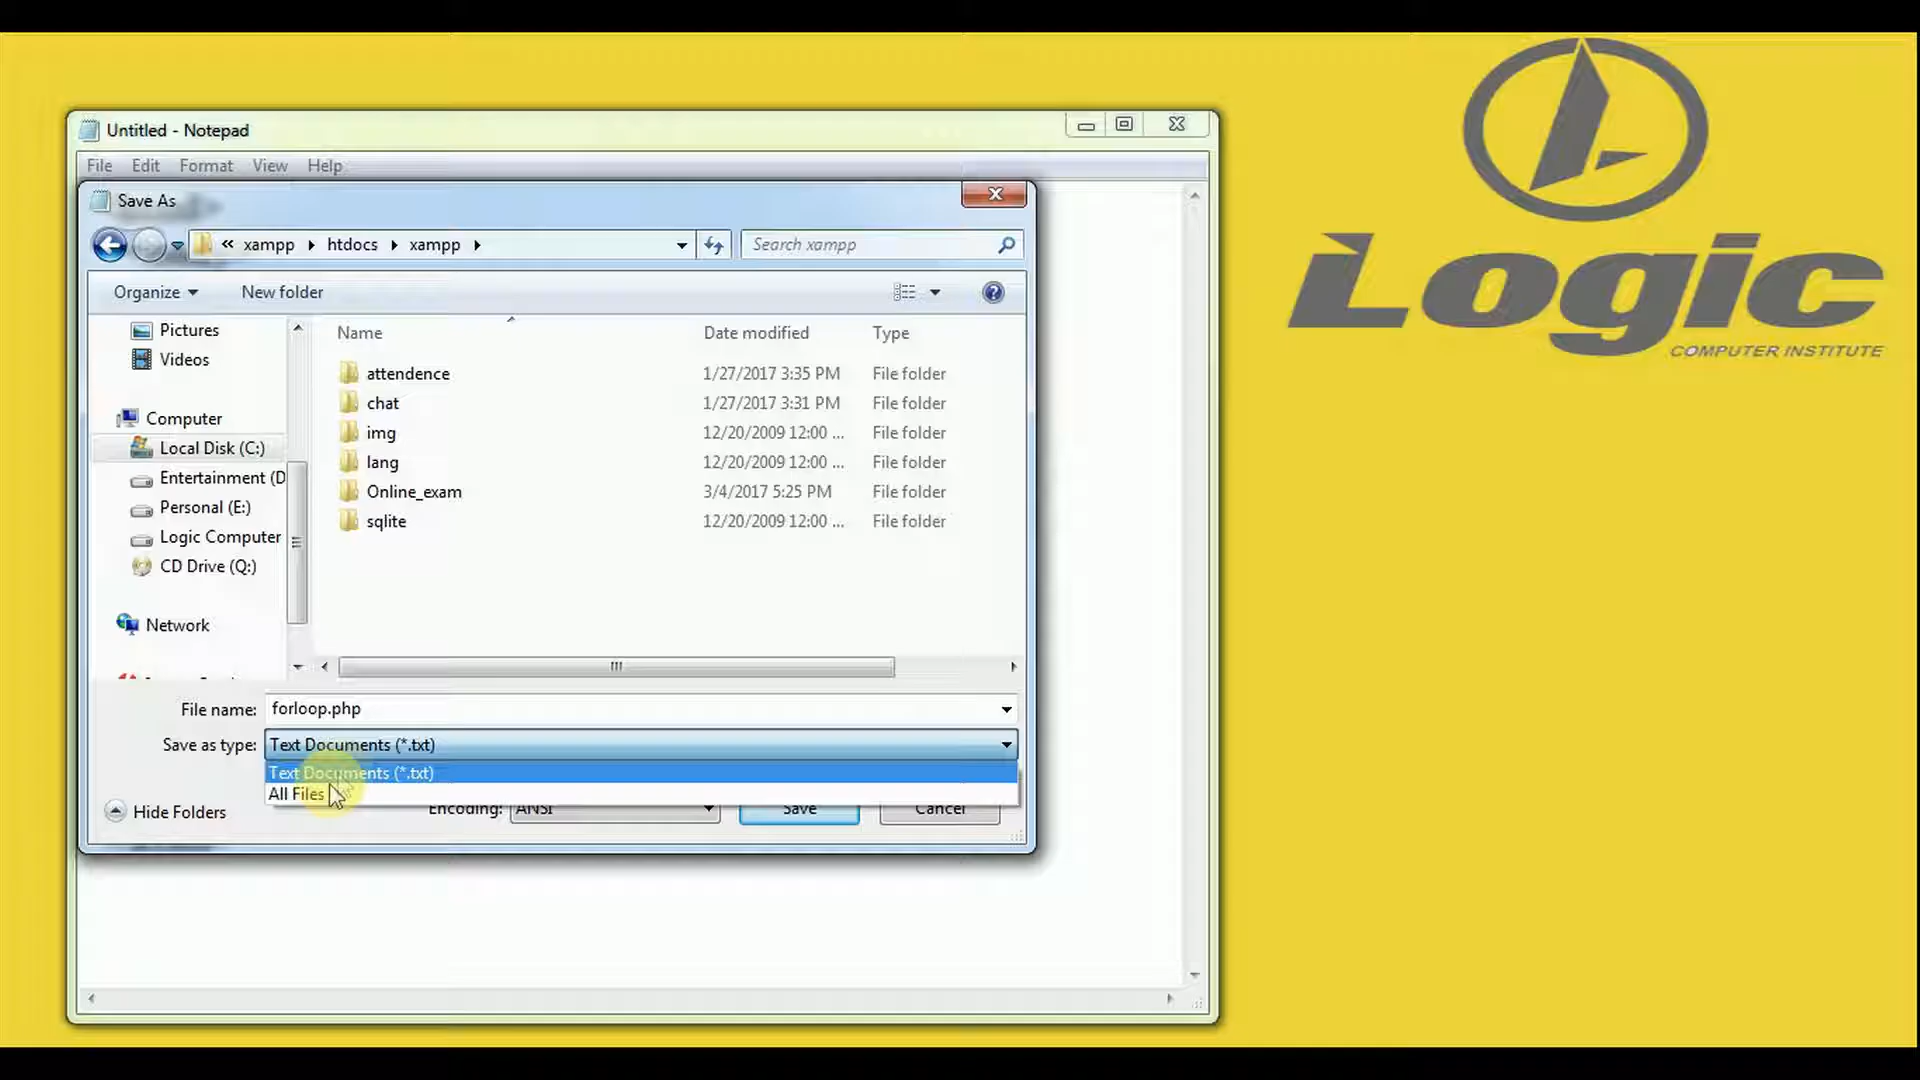 Untitled - Notepad
File Edit Format View Help
Save As
« xampp htdocs xampp
Search xampp
Organize New folder
Pictures
Videos
Computer
Local Disk (C:)
Entertainment (D
Personal (E:)
Logic Computer
CD Drive (Q:)
Network
Name Date modified Type
attendence 1/27/2017 3:35 PM File folder
chat 1/27/2017 3:31 PM File folder
img 12/20/2009 12:00 ... File folder
lang 12/20/2009 12:00 ... File folder
Online_exam 3/4/2017 5:25 PM File folder
sqlite 12/20/2009 12:00 ... File folder
File name: forloop.php
Save as type: Text Documents (*.txt)
Text Documents (*.txt)
All Files
Hide Folders Encoding: ANSI Save Cancel
Logic
COMPUTER INSTITUTE